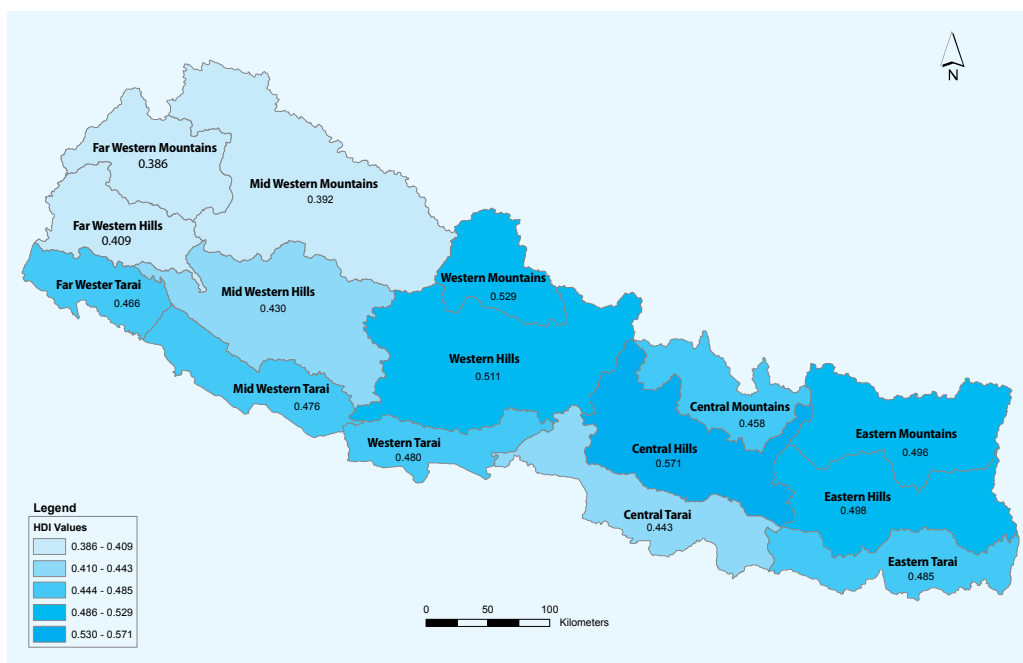 N
Far Western Mountains
0.386
Mid Western Mountains
0.392
Far Western Hills
0.409
Far Wester Tarai
0.466
Mid Western Hills
0.430
Western Mountains
0.529
Western Hills
0.511
Mid Western Tarai
0.476
Western Tarai
0.480
Central Mountains
0.458
Central Hills
0.571
Eastern Mountains
0.496
Eastern Hills
0.498
Central Tarai
0.443
Eastern Tarai
0.485
Legend
HDI Values
0.386 - 0.409
0.410 - 0.443
0.444 - 0.485
0.486 - 0.529
0.530 - 0.571
0 50 100
Kilometers